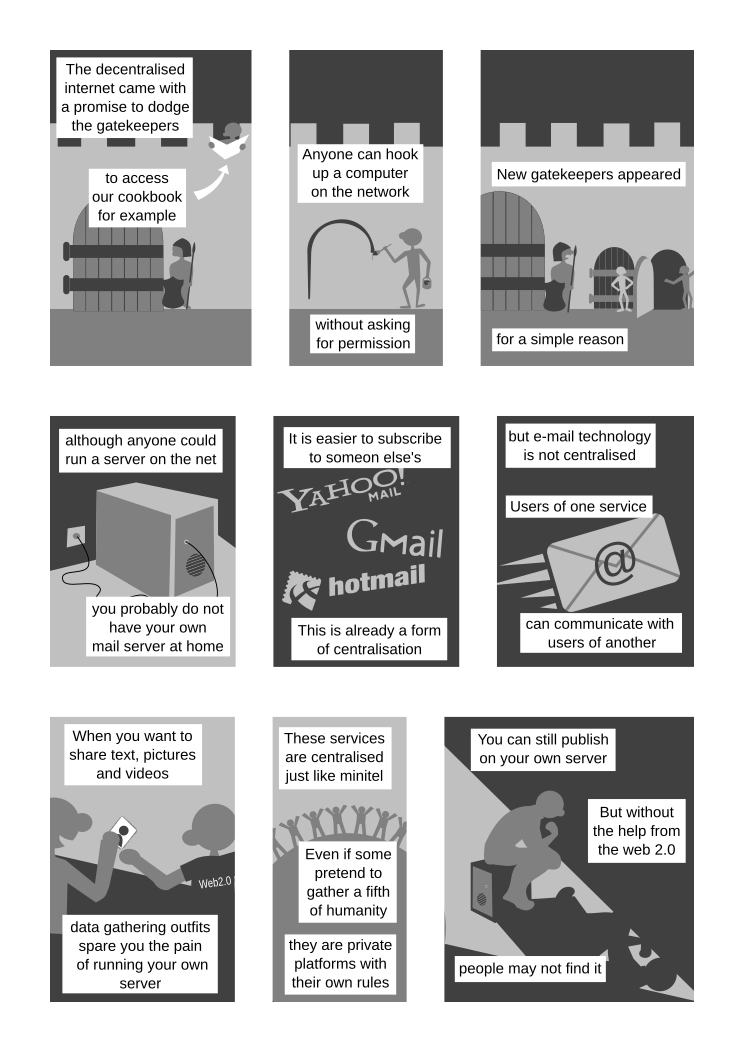 The decentralised
internet came with
a promise to dodge
the gatekeepers
to access
our cookbook
for example
Anyone can hook
up a computer
on the network
without asking
for permission
New gatekeepers appeared
for a simple reason
although anyone could
run a server on the net
you probably do not
have your own
mail server at home
It is easier to subscribe
to someon else's
YAHOO!
MAIL
GMail
hotmail
This is already a form
of centralisation
but e-mail technology
is not centralised
Users of one service
@
can communicate with
users of another
When you want to
share text, pictures
and videos
Web2.0
data gathering outfits
spare you the pain
of running your own
server
These services
are centralised
just like minitel
Even if some
pretend to
gather a fifth
of humanity
they are private
platforms with
their own rules
You can still publish
on your own server
But without
the help from
the web 2.0
people may not find it